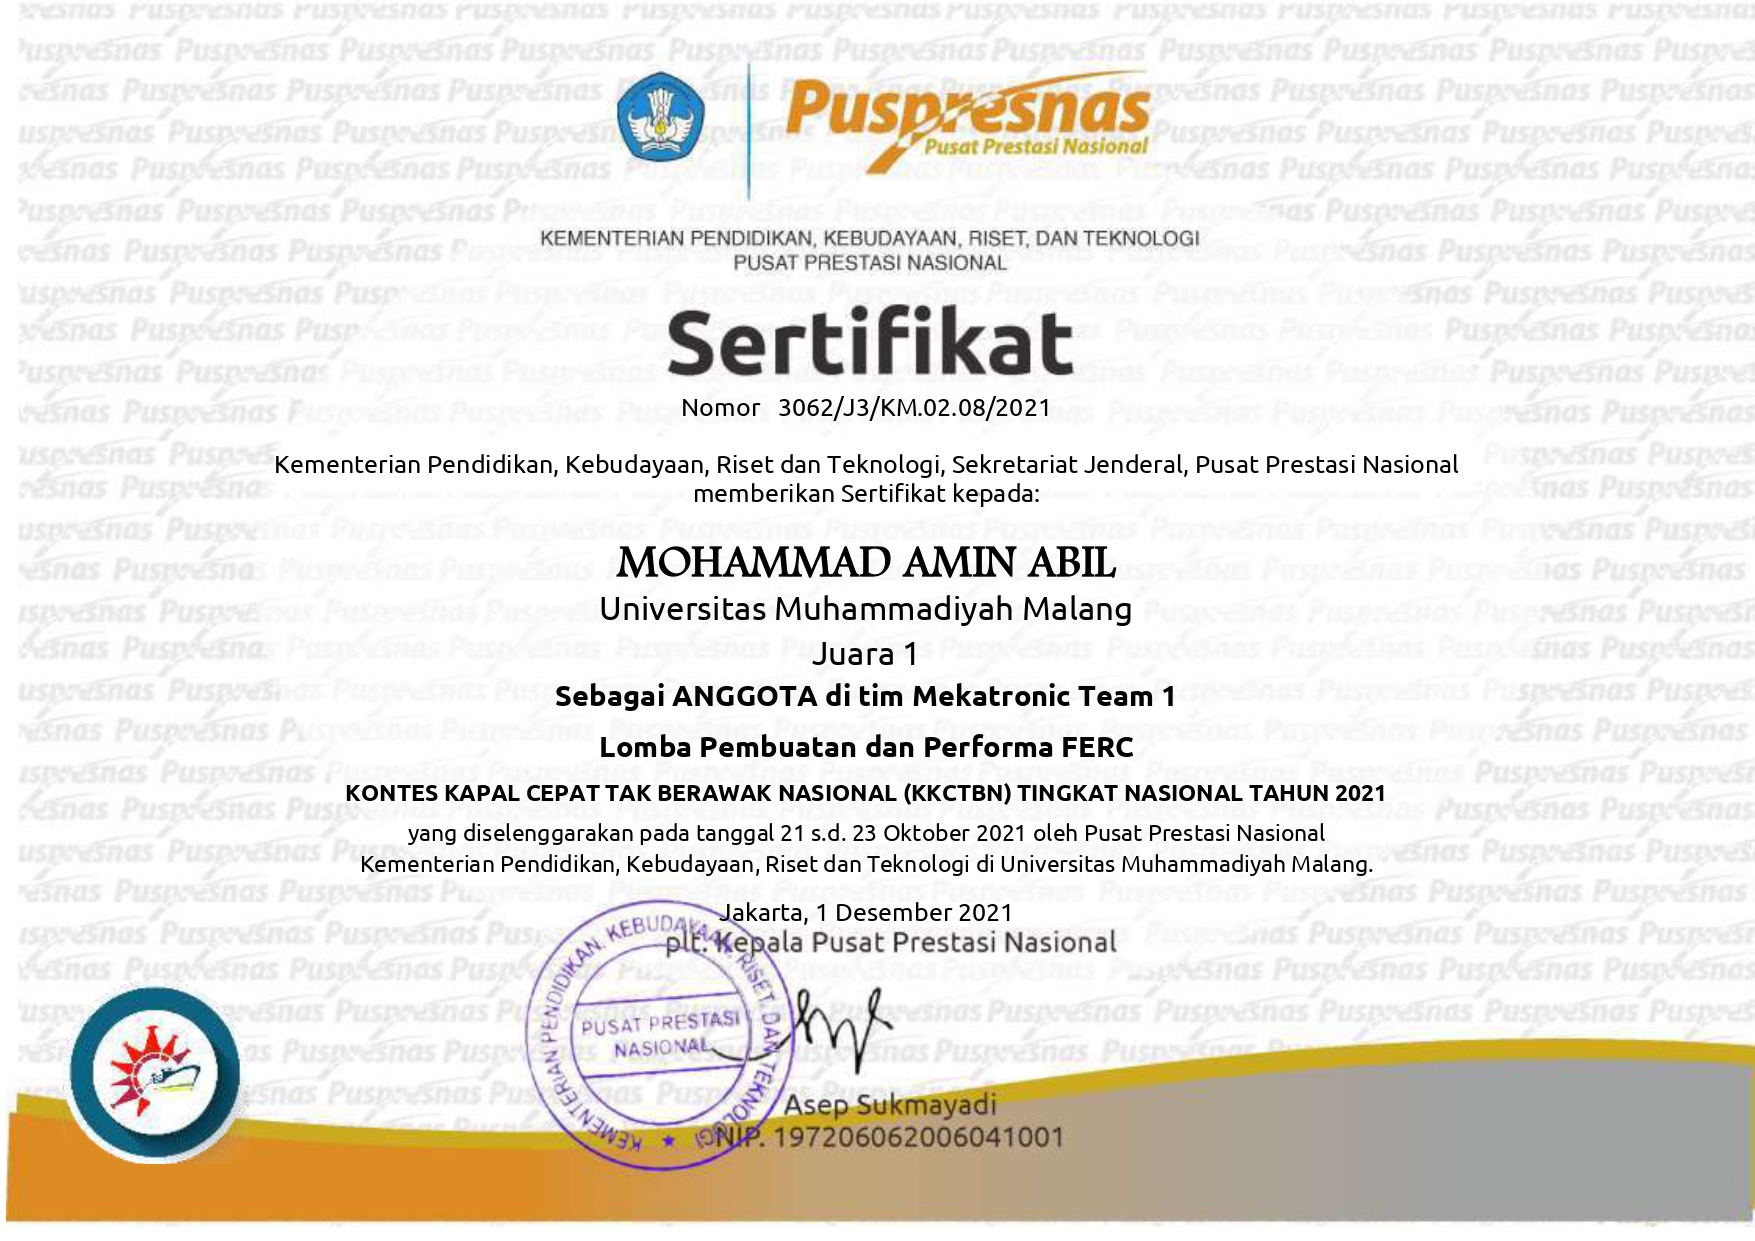 Puspresnas
Pusat Prestasi Nasional
KEMENTERIAN PENDIDIKAN, KEBUDAYAAN, RISET, DAN TEKNOLOGI
PUSAT PRESTASI NASIONAL
Sertifikat
Nomor 3062/J3/KM.02.08/2021
Kementerian Pendidikan, Kebudayaan, Riset dan Teknologi, Sekretariat Jenderal, Pusat Prestasi Nasional
memberikan Sertifikat kepada:
MOHAMMAD AMIN ABIL
Universitas Muhammadiyah Malang
Juara 1
Sebagai ANGGOTA di tim Mekatronic Team 1
Lomba Pembuatan dan Performa FERC
KONTES KAPAL CEPAT TAK BERAWAK NASIONAL (KKCTBN) TINGKAT NASIONAL TAHUN 2021
yang diselenggarakan pada tanggal 21 s.d. 23 Oktober 2021 oleh Pusat Prestasi Nasional
Kementerian Pendidikan, Kebudayaan, Riset dan Teknologi di Universitas Muhammadiyah Malang.
Jakarta, 1 Desember 2021
plt. Kepala Pusat Prestasi Nasional
KEMENTERIAN PENDIDIKAN, KEBUDAYAAN, RISET, DAN TEKNOLOGI
PUSAT PRESTASI
NASIONAL
Asep Sukmayadi
NIP. 197206062006041001